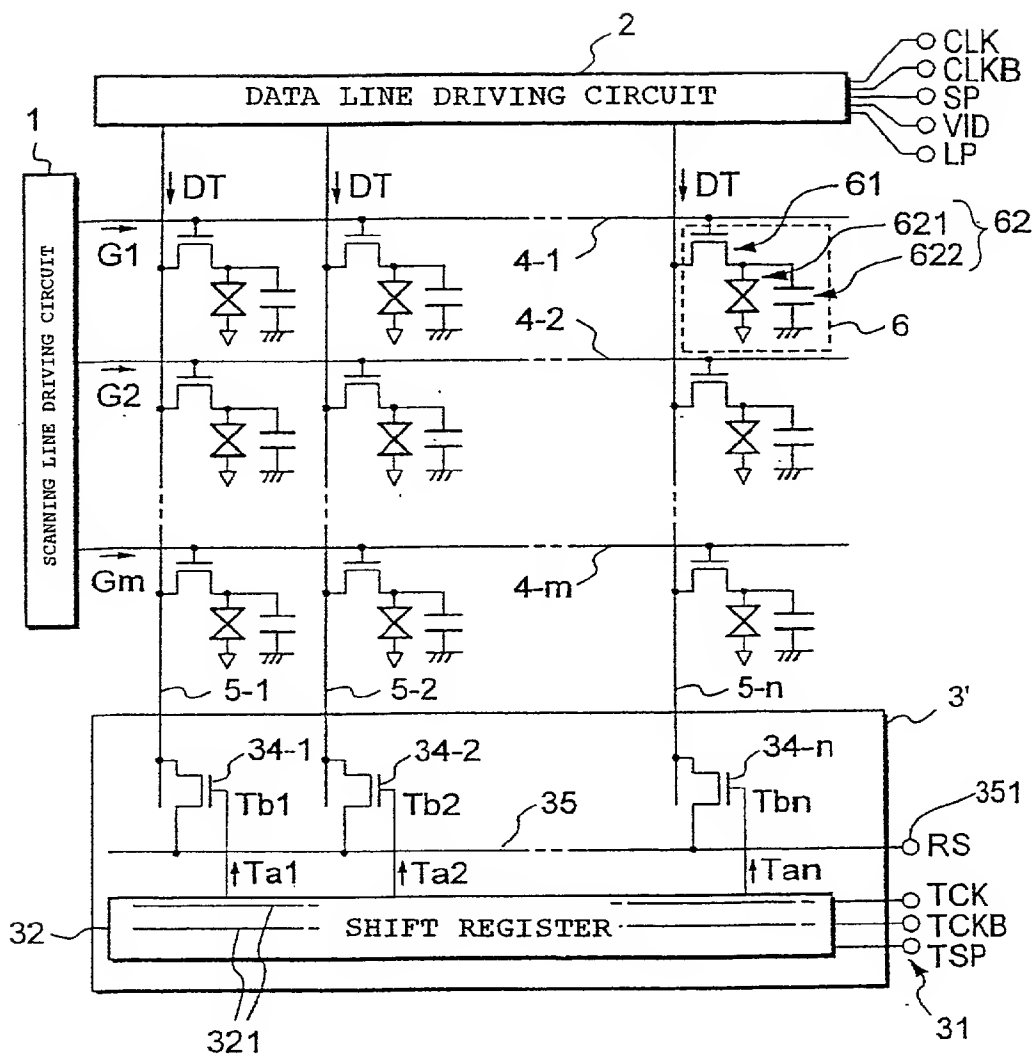 2
CLK
CLKB
SP
VID
LP
DATA LINE DRIVING CIRCUIT
1
SCANNING LINE DRIVING CIRCUIT
DT
DT
DT
61
621
622
62
G1
4-1
6
4-2
G2
Gm
4-m
5-1
5-2
5-n
3'
34-1
34-2
34-n
Tb1
Tb2
Tbn
35
351
RS
Ta1
Ta2
Tan
TCK
TCKB
TSP
32
SHIFT REGISTER
321
31